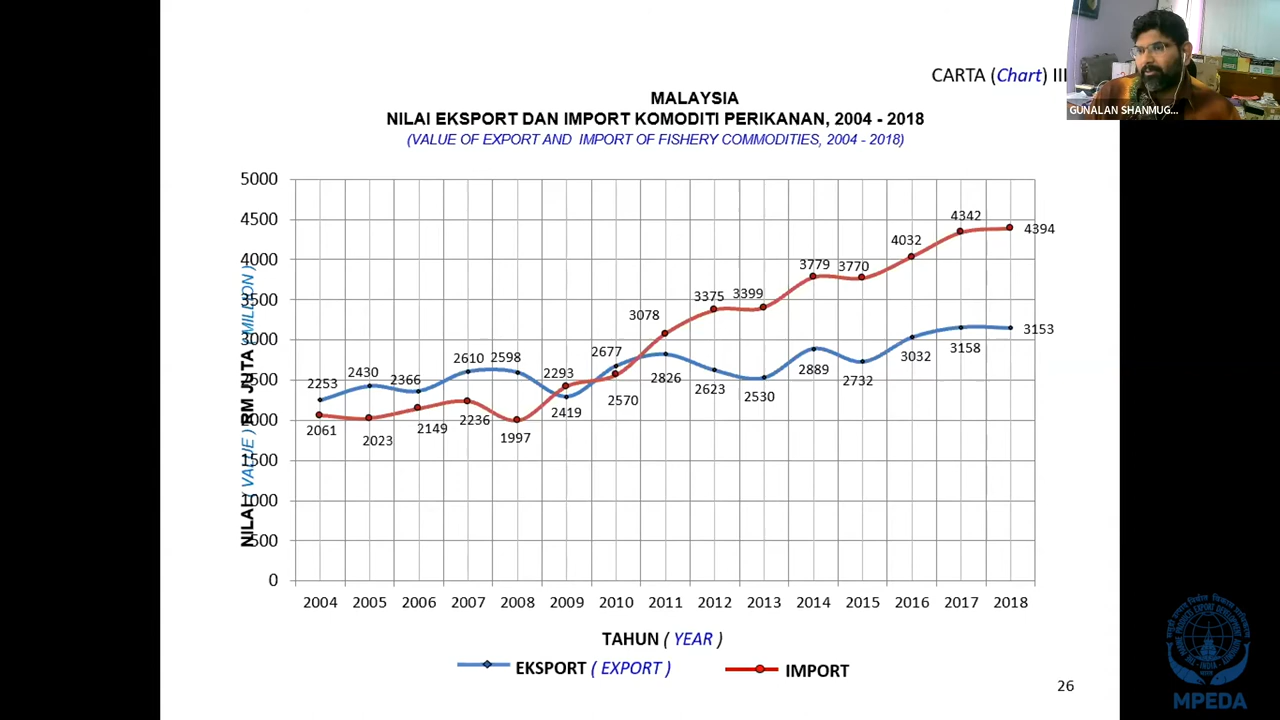 CARTA (Chart) III
GUNALAN SHANMUG...
MALAYSIA
NILAI EKSPORT DAN IMPORT KOMODITI PERIKANAN, 2004 - 2018
(VALUE OF EXPORT AND IMPORT OF FISHERY COMMODITIES, 2004 - 2018)
NILAI ( VALUE ) RM JUTA ( MILLION )
5000
4500
4000
3500
3000
2500
2000
1500
1000
500
0
2253 2430 2366 2610 2598 2293 2677 2826 2623 2530 2889 2732 3032 3158 3153
2061 2023 2149 2236 1997 2419 2570 3078 3375 3399 3779 3770 4032 4342 4394
2004 2005 2006 2007 2008 2009 2010 2011 2012 2013 2014 2015 2016 2017 2018
TAHUN ( YEAR )
EKSPORT ( EXPORT ) IMPORT
26
MPEDA